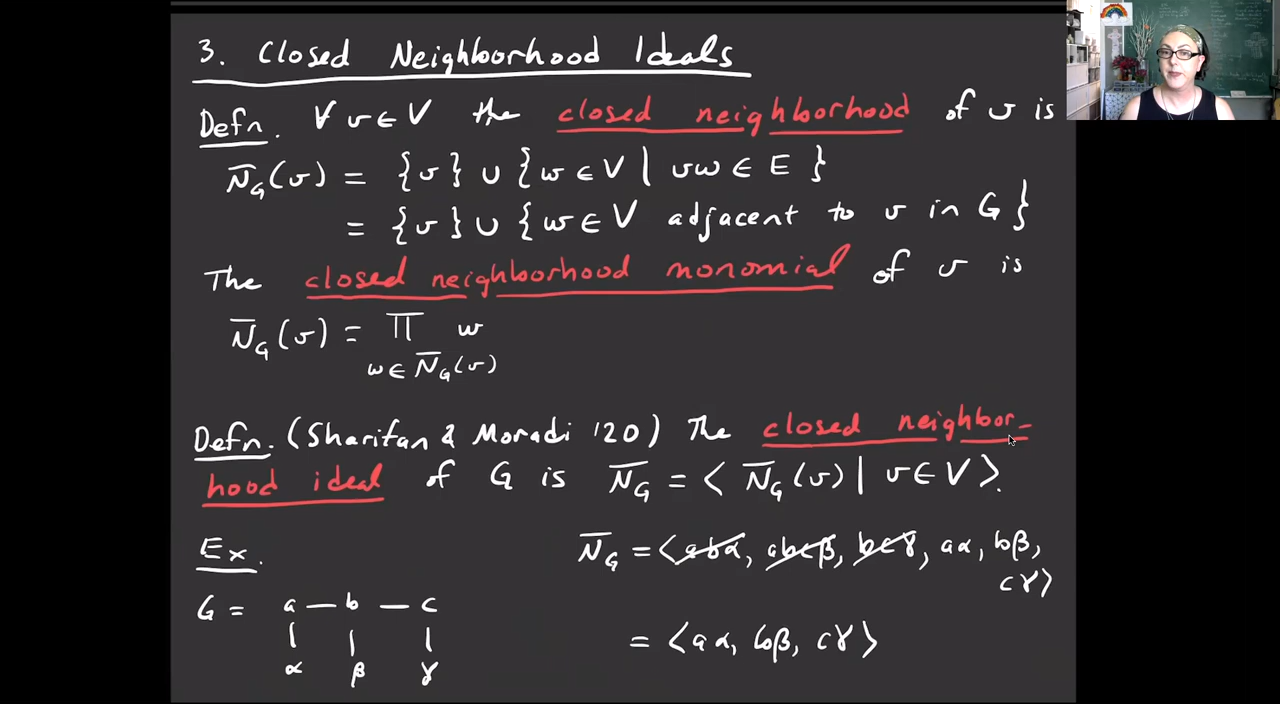 3. Closed Neighborhood Ideals
Defn. ∀ v ∈ V the closed neighborhood of v is
N̄_G(v) = {v} ∪ {w ∈ V | vw ∈ E}
= {v} ∪ {w ∈ V adjacent to v in G}
The closed neighborhood monomial of v is
N̄_G(v) = ∏ w
w ∈ N̄_G(v)
Defn. (Sharifan & Moradi '20) The closed neighbor-
hood ideal of G is N̄_G = ⟨ N̄_G(v) | v ∈ V ⟩.
Ex.
G = a — b — c
| | |
α β γ
N̄_G = ⟨abα, abcβ, bcγ, aα, bβ,
cγ⟩
= ⟨aα, bβ, cγ⟩